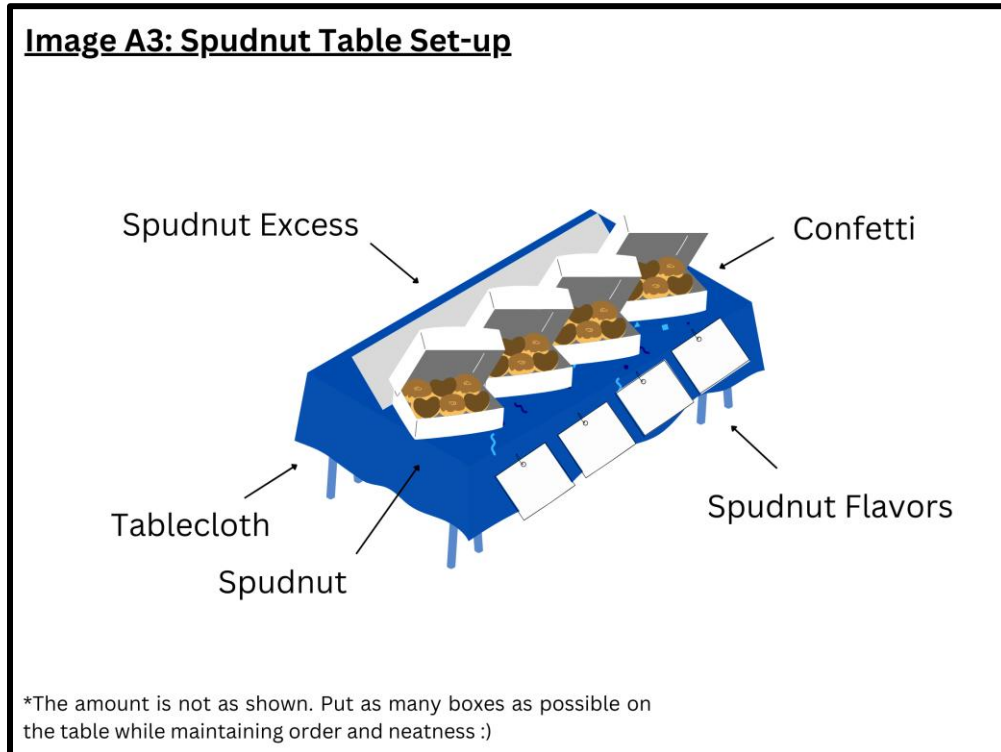 Image A3: Spudnut Table Set-up
Spudnut Excess
Confetti
Tablecloth
Spudnut Flavors
Spudnut
*The amount is not as shown. Put as many boxes as possible on
the table while maintaining order and neatness :)